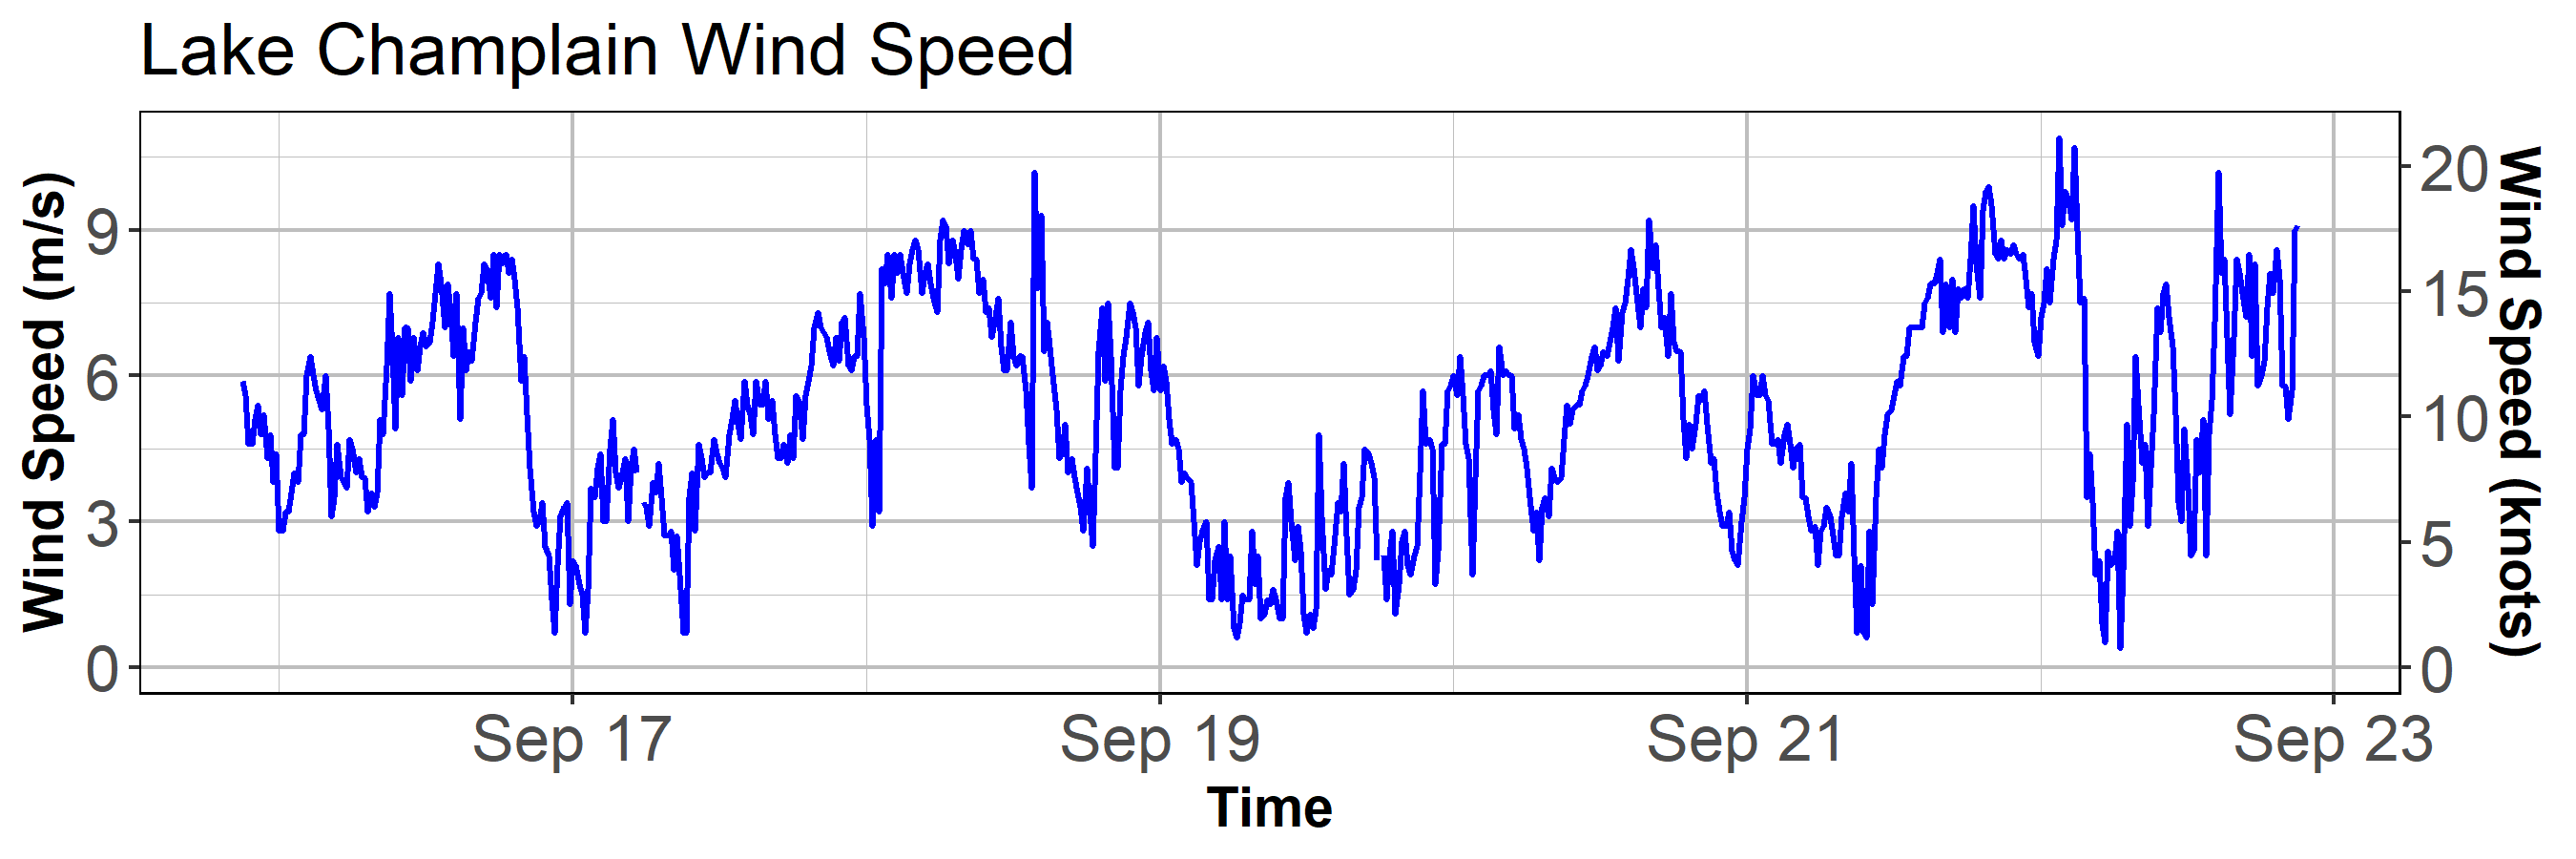 Lake Champlain Wind Speed
Wind Speed (m/s)
9
6
3
0
20
15
10
5
0
Wind Speed (knots)
Sep 17
Sep 19
Sep 21
Sep 23
Time